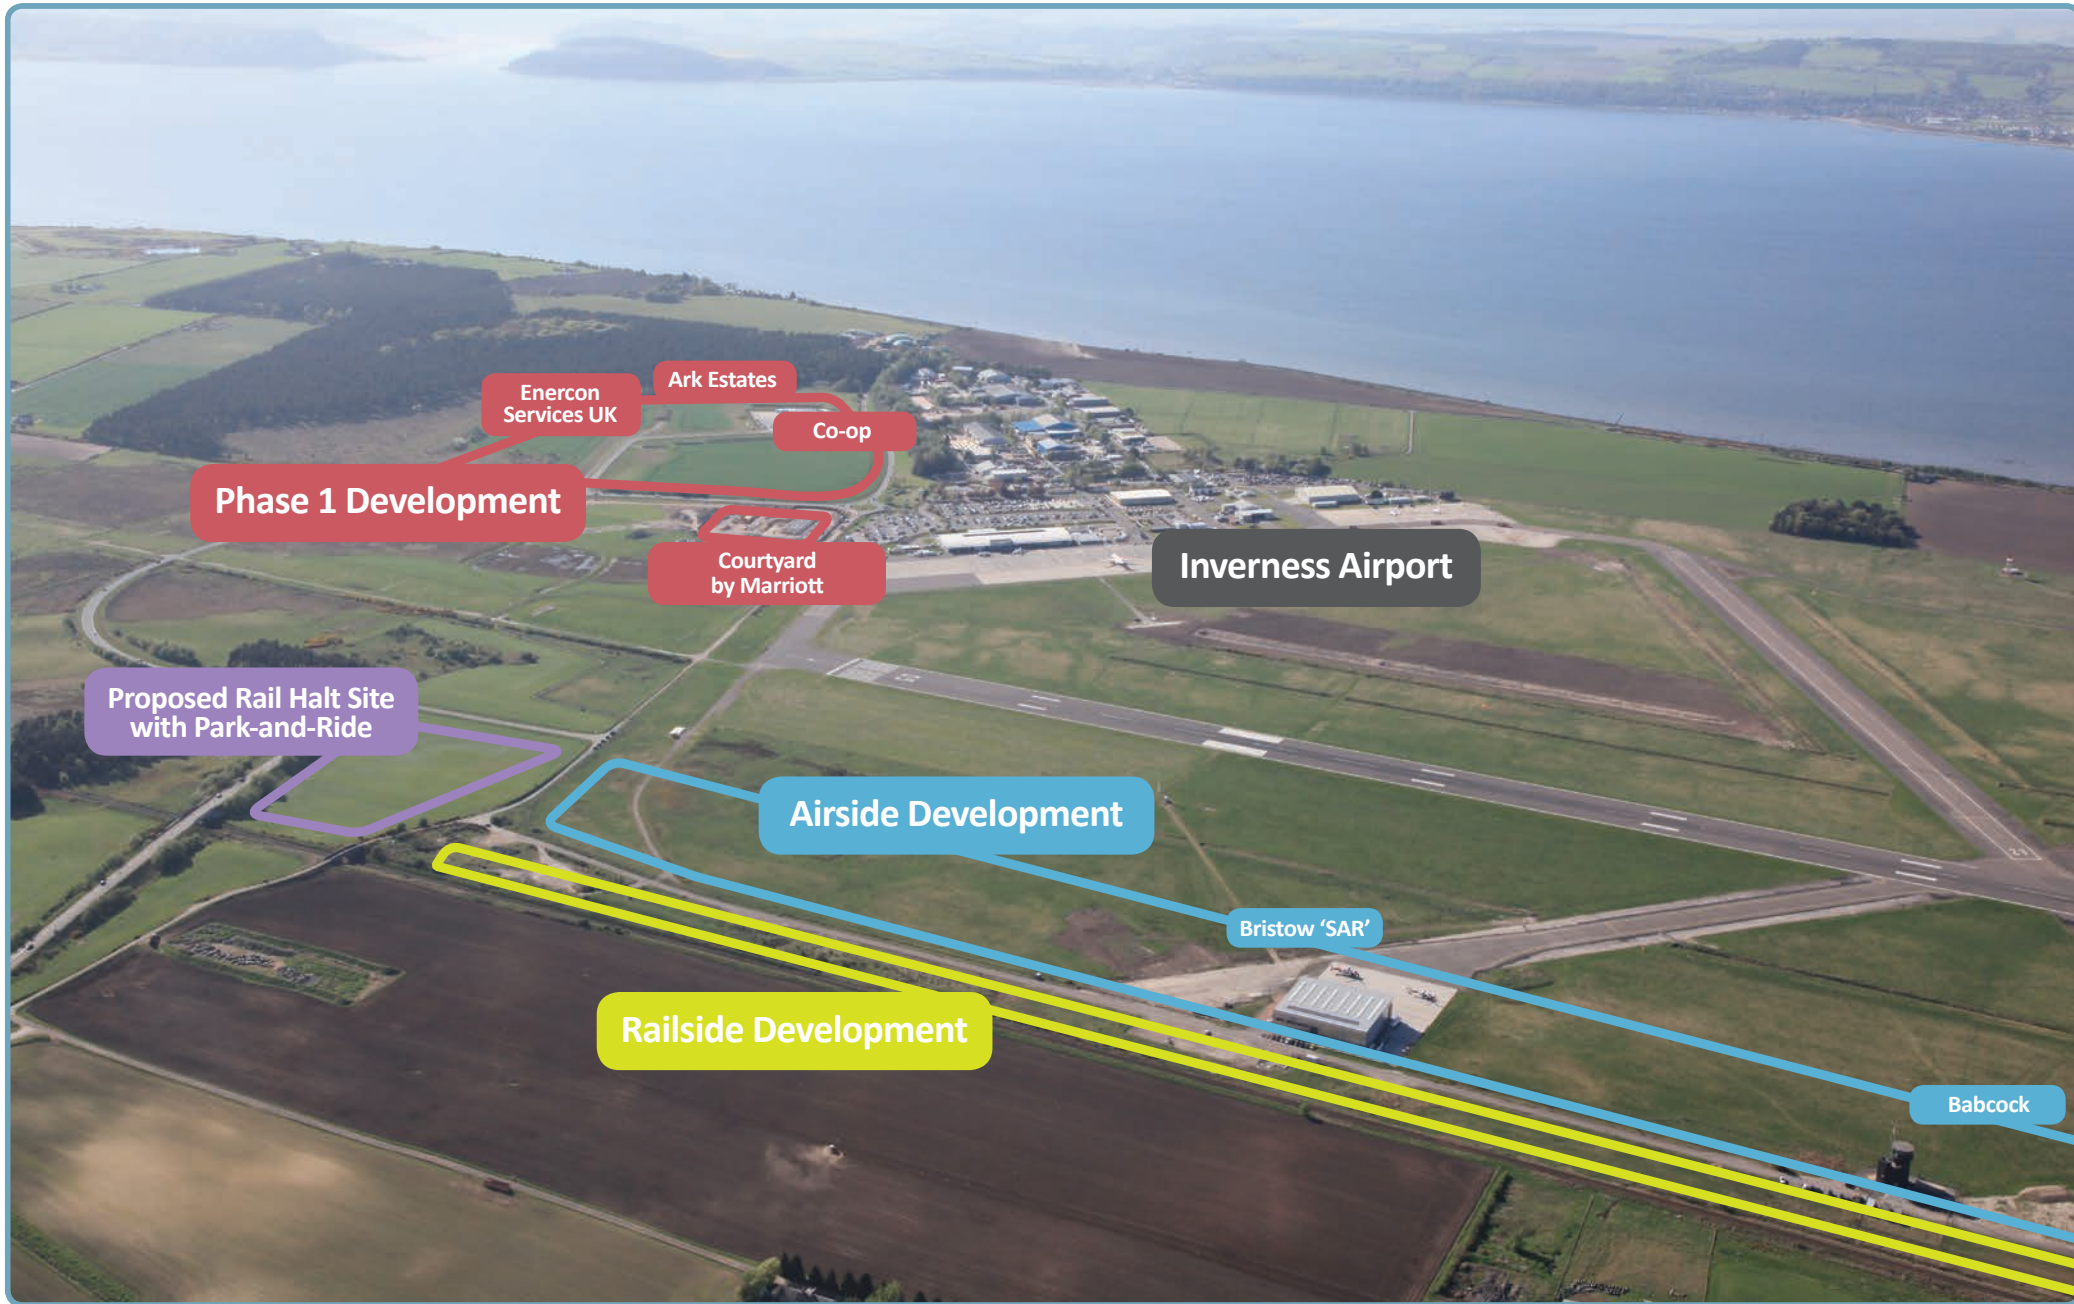 Ark Estates
Enercon
Services UK
Co-op
Phase 1 Development
Courtyard
by Marriott
Inverness Airport
Proposed Rail Halt Site
with Park-and-Ride
Airside Development
Bristow ‘SAR’
Railside Development
Babcock